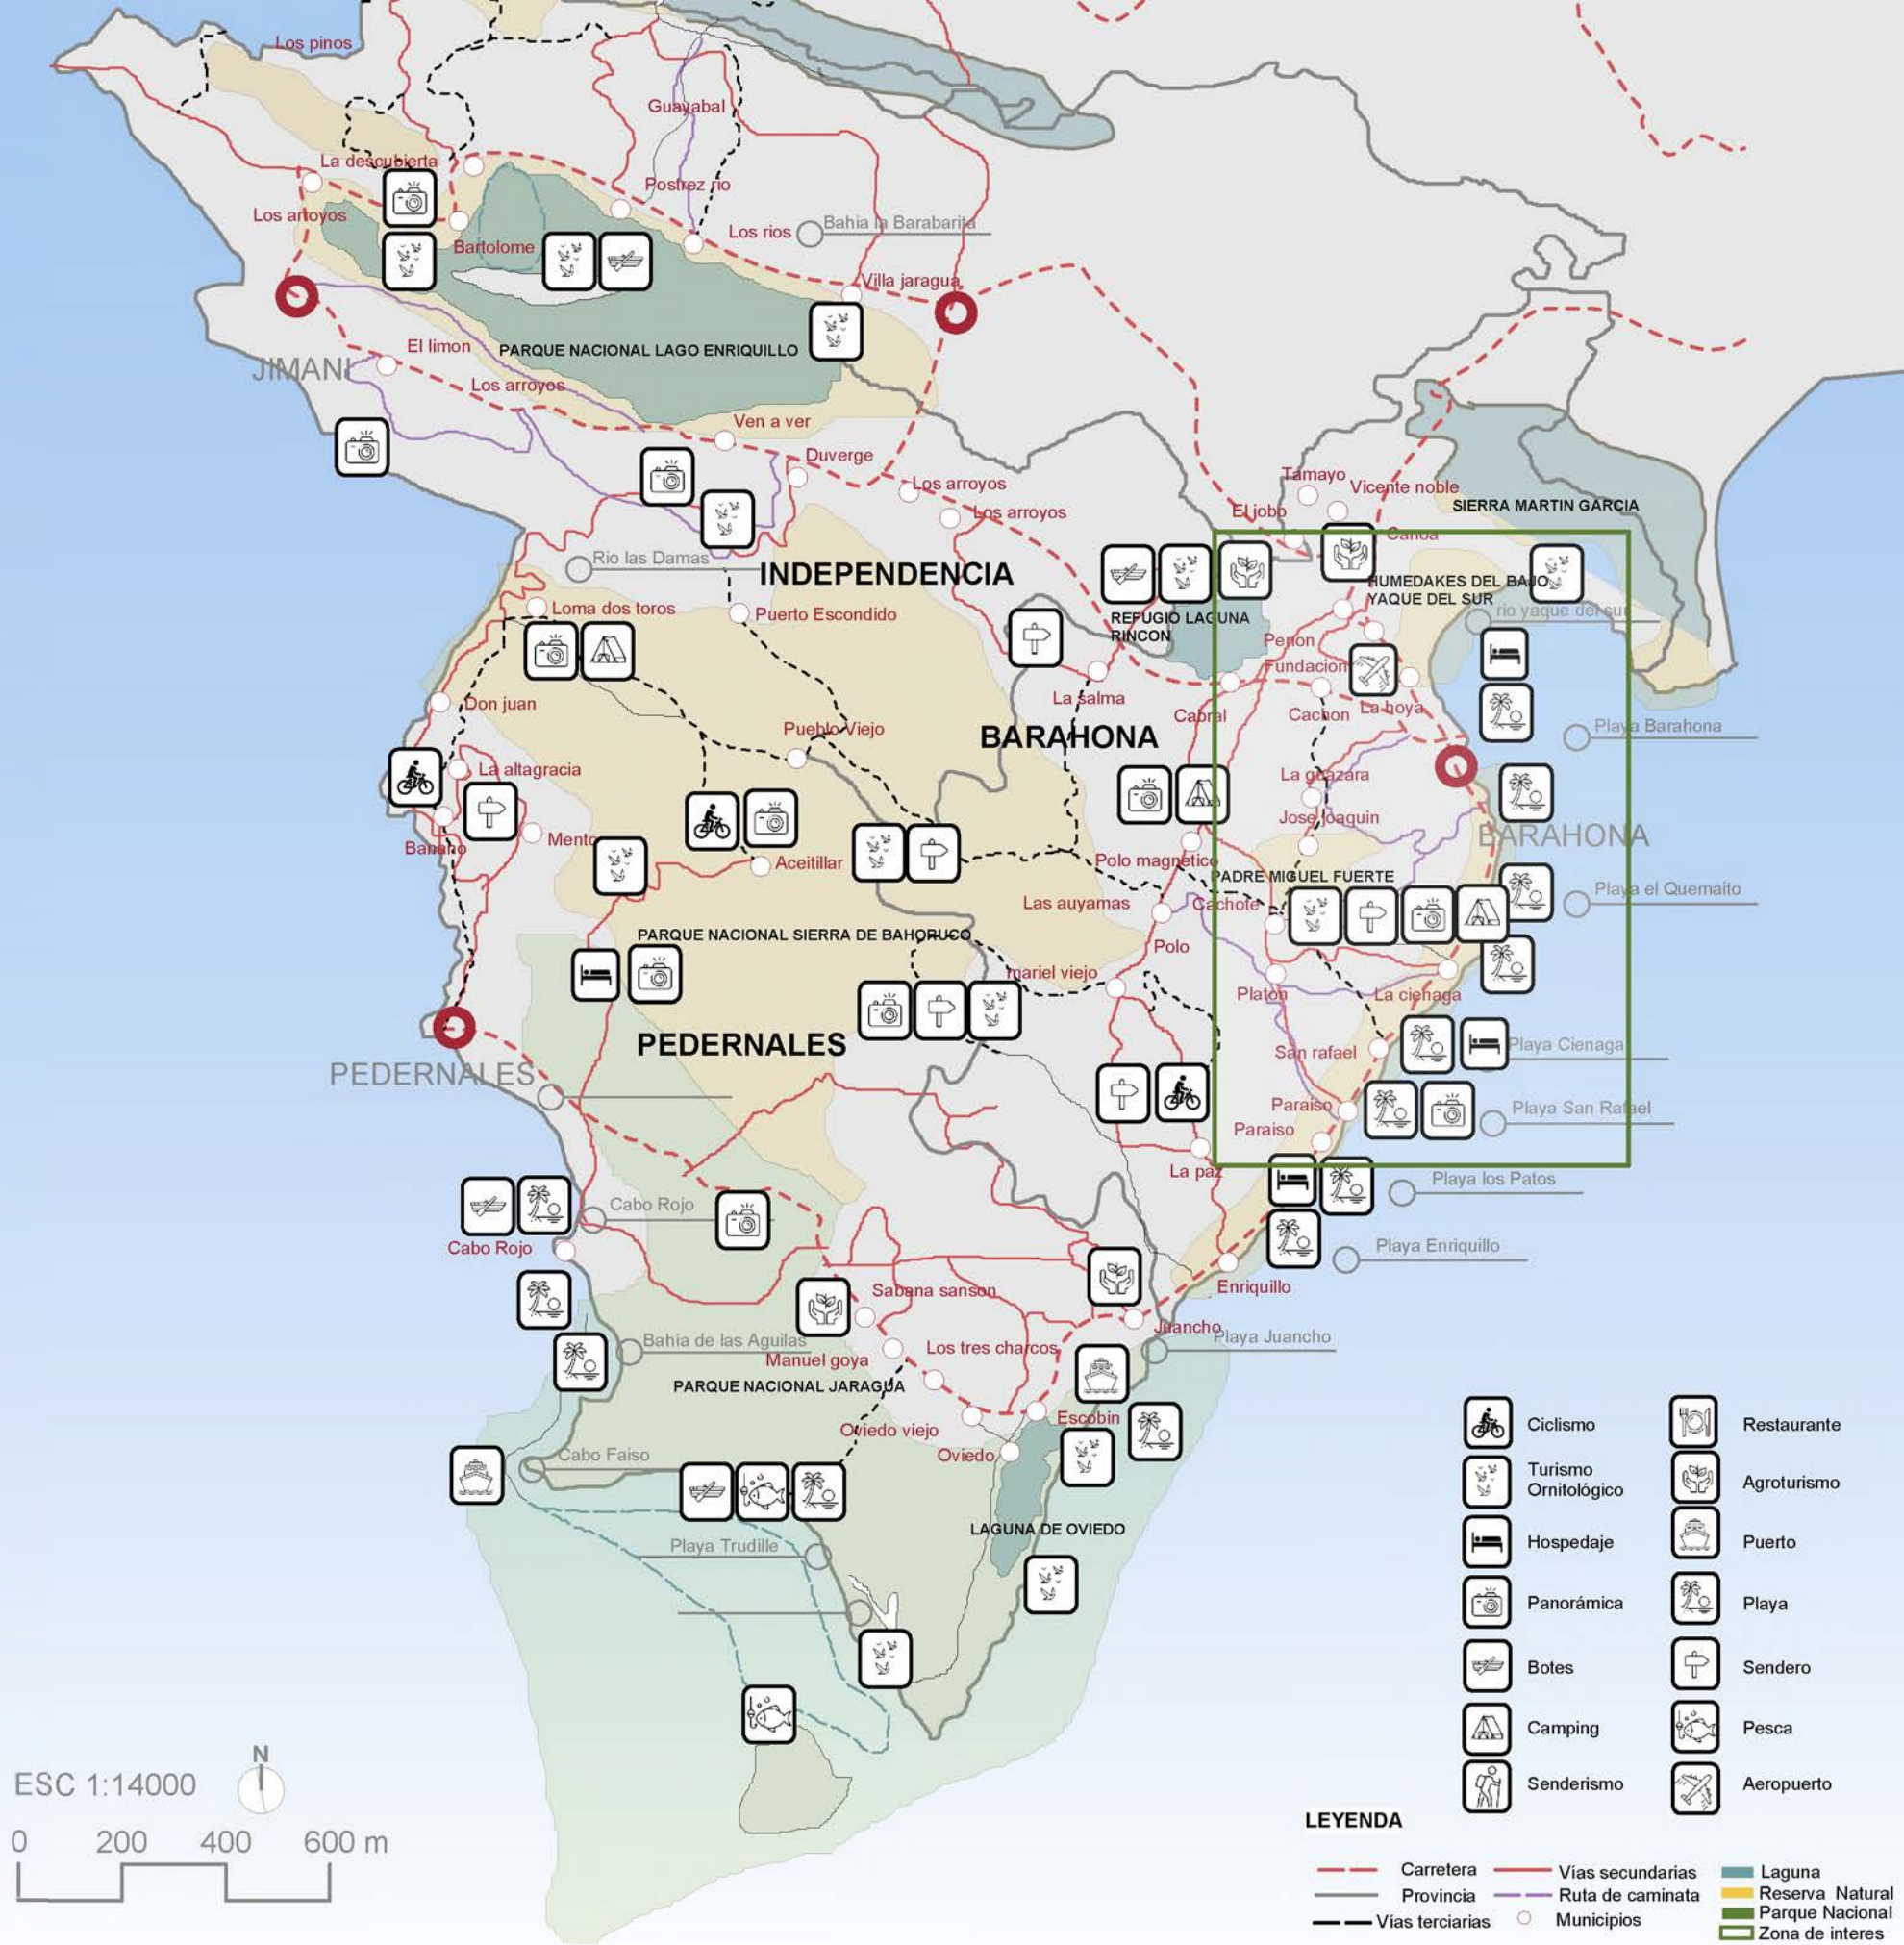 Los pinos
Guayabal
La descubierta
Postrez rio
Los arroyos
Bahia la Barabarita
Los rios
Bartolome
Villa jaragua
El limon
PARQUE NACIONAL LAGO ENRIQUILLO
JIMANI
Los arroyos
Ven a ver
Duverge
Los arroyos
Tamayo
Vicente noble
SIERRA MARTIN GARCIA
El jobo
Los arroyos
Canoa
Rio las Damas
INDEPENDENCIA
HUMEDAKES DEL BAJO
YAQUE DEL SUR
rio yaque del sur
Loma dos toros
Puerto Escondido
REFUGIO LAGUNA
RINCON
Penon
Fundacion
La salma
Don juan
Cabral
Cachon
La hoya
Playa Barahona
Pueblo Viejo
BARAHONA
La altagracia
La guazara
Jose joaquin
BARAHONA
Banano
Mento
Aceitillar
Polo magnetico
PADRE MIGUEL FUERTE
Playa el Quemaito
Las auyamas
Cachote
PARQUE NACIONAL SIERRA DE BAHORUCO
Polo
mariel viejo
Platon
La cienaga
PEDERNALES
San rafael
Playa Cienaga
PEDERNALES
Paraiso
Playa San Rafael
Paraiso
La paz
Playa los Patos
Cabo Rojo
Cabo Rojo
Playa Enriquillo
Sabana sanson
Enriquillo
Juancho
Playa Juancho
Bahia de las Aguilas
Los tres charcos
Manuel goya
PARQUE NACIONAL JARAGUA
Escobin
Oviedo viejo
Oviedo
Cabo Faiso
LAGUNA DE OVIEDO
Playa Trudille
Ciclismo
Restaurante
Turismo
Ornitológico
Agroturismo
Hospedaje
Puerto
Panorámica
Playa
Botes
Sendero
Camping
Pesca
Senderismo
Aeropuerto
N
ESC 1:14000
0 200 400 600 m
LEYENDA
Carretera
Vías secundarias
Laguna
Provincia
Ruta de caminata
Reserva Natural
Vías terciarias
Municipios
Parque Nacional
Zona de interes